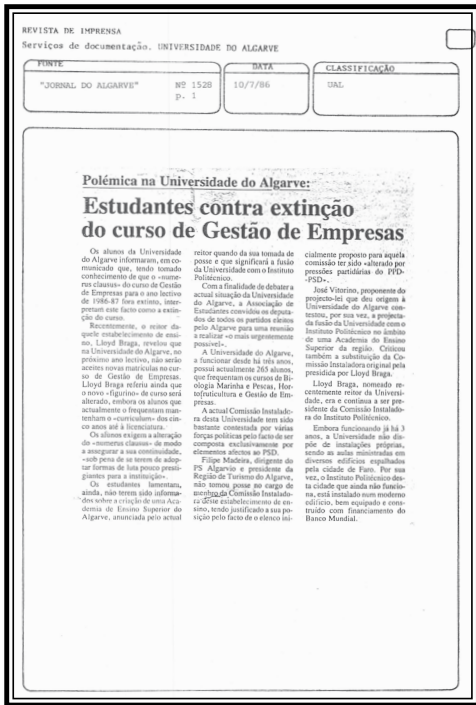 REVISTA DE IMPRENSA
Serviços de documentação. UNIVERSIDADE DO ALGARVE
FONTE
DATA
CLASSIFICAÇÃO
"JORNAL DO ALGARVE"
Nº 1528
p. 1
10/7/86
UAL
Polémica na Universidade do Algarve:
Estudantes contra extinção
do curso de Gestão de Empresas
Os alunos da Universidade
do Algarve informaram, em co-
municado que, tendo tomado
conhecimento de que o «nume-
rus clausus» do curso de Gestão
de Empresas para o ano lectivo
de 1986-87 fora extinto, inter-
pretam este facto como a extin-
ção do curso.
Recentemente, o reitor da-
quele estabelecimento de ensi-
no, Lloyd Braga, revelou que
na Universidade do Algarve, no
próximo ano lectivo, não serão
aceites novas matrículas no cur-
so de Gestão de Empresas.
Lloyd Braga referiu ainda que
o novo «figurino» de curso será
alterado, embora os alunos que
actualmente o frequentam man-
tenham o «curriculum» dos cin-
co anos até à licenciatura.
Os alunos exigem a alteração
do «numerus clausus» de modo
a assegurar a sua continuidade,
«sob pena de se terem de adop-
tar formas de luta pouco presti-
giantes para a instituição».
Os estudantes lamentam,
ainda, não terem sido informa-
dos sobre a criação de uma Aca-
demia de Ensino Superior do
Algarve, anunciada pelo actual
reitor quando da sua tomada de
posse e que significará a fusão
da Universidade com o Instituto
Politécnico.
Com a finalidade de debater a
actual situação da Universidade
do Algarve, a Associação de
Estudantes convidou os deputa-
dos de todos os partidos eleitos
pelo Algarve para uma reunião
a realizar «o mais urgentemente
possível».
A Universidade do Algarve,
a funcionar desde há três anos,
possui actualmente 265 alunos,
que frequentam os cursos de Bi-
ologia Marinha e Pescas, Hor-
tofruticultura e Gestão de Em-
presas.
A actual Comissão Instalado-
ra desta Universidade tem sido
bastante contestada por várias
forças políticas pelo facto de ser
composta exclusivamente por
elementos afectos ao PSD.
Filipe Madeira, dirigente do
PS Algarvio e presidente da
Região de Turismo do Algarve,
não tomou posse no cargo de
membro da Comissão Instalado-
ra desse estabelecimento de en-
sino, tendo justificado a sua po-
sição pelo facto de o elenco ini-
cialmente proposto para aquela
comissão ter sido «alterado por
pressões partidárias do PPD-
-PSD».
José Vitorino, proponente do
projecto-lei que deu origem à
Universidade do Algarve con-
testou, por sua vez, a projecta-
da fusão da Universidade com o
Instituto Politécnico no âmbito
de uma Academia do Ensino
Superior da região. Criticou
também a substituição da Co-
missão Instaladora original pela
presidida por Lloyd Braga.
Lloyd Braga, nomeado re-
centemente reitor da Universi-
dade, era e continua a ser pre-
sidente da Comissão Instalado-
ra do Instituto Politécnico.
Embora funcionando já há 3
anos, a Universidade não dis-
põe de instalações próprias,
sendo as aulas ministradas em
diversos edifícios espalhados
pela cidade de Faro. Por sua
vez, o Instituto Politécnico des-
ta cidade que ainda não funcio-
na, está instalado num moderno
edifício, bem equipado e cons-
truído com financiamento do
Banco Mundial.